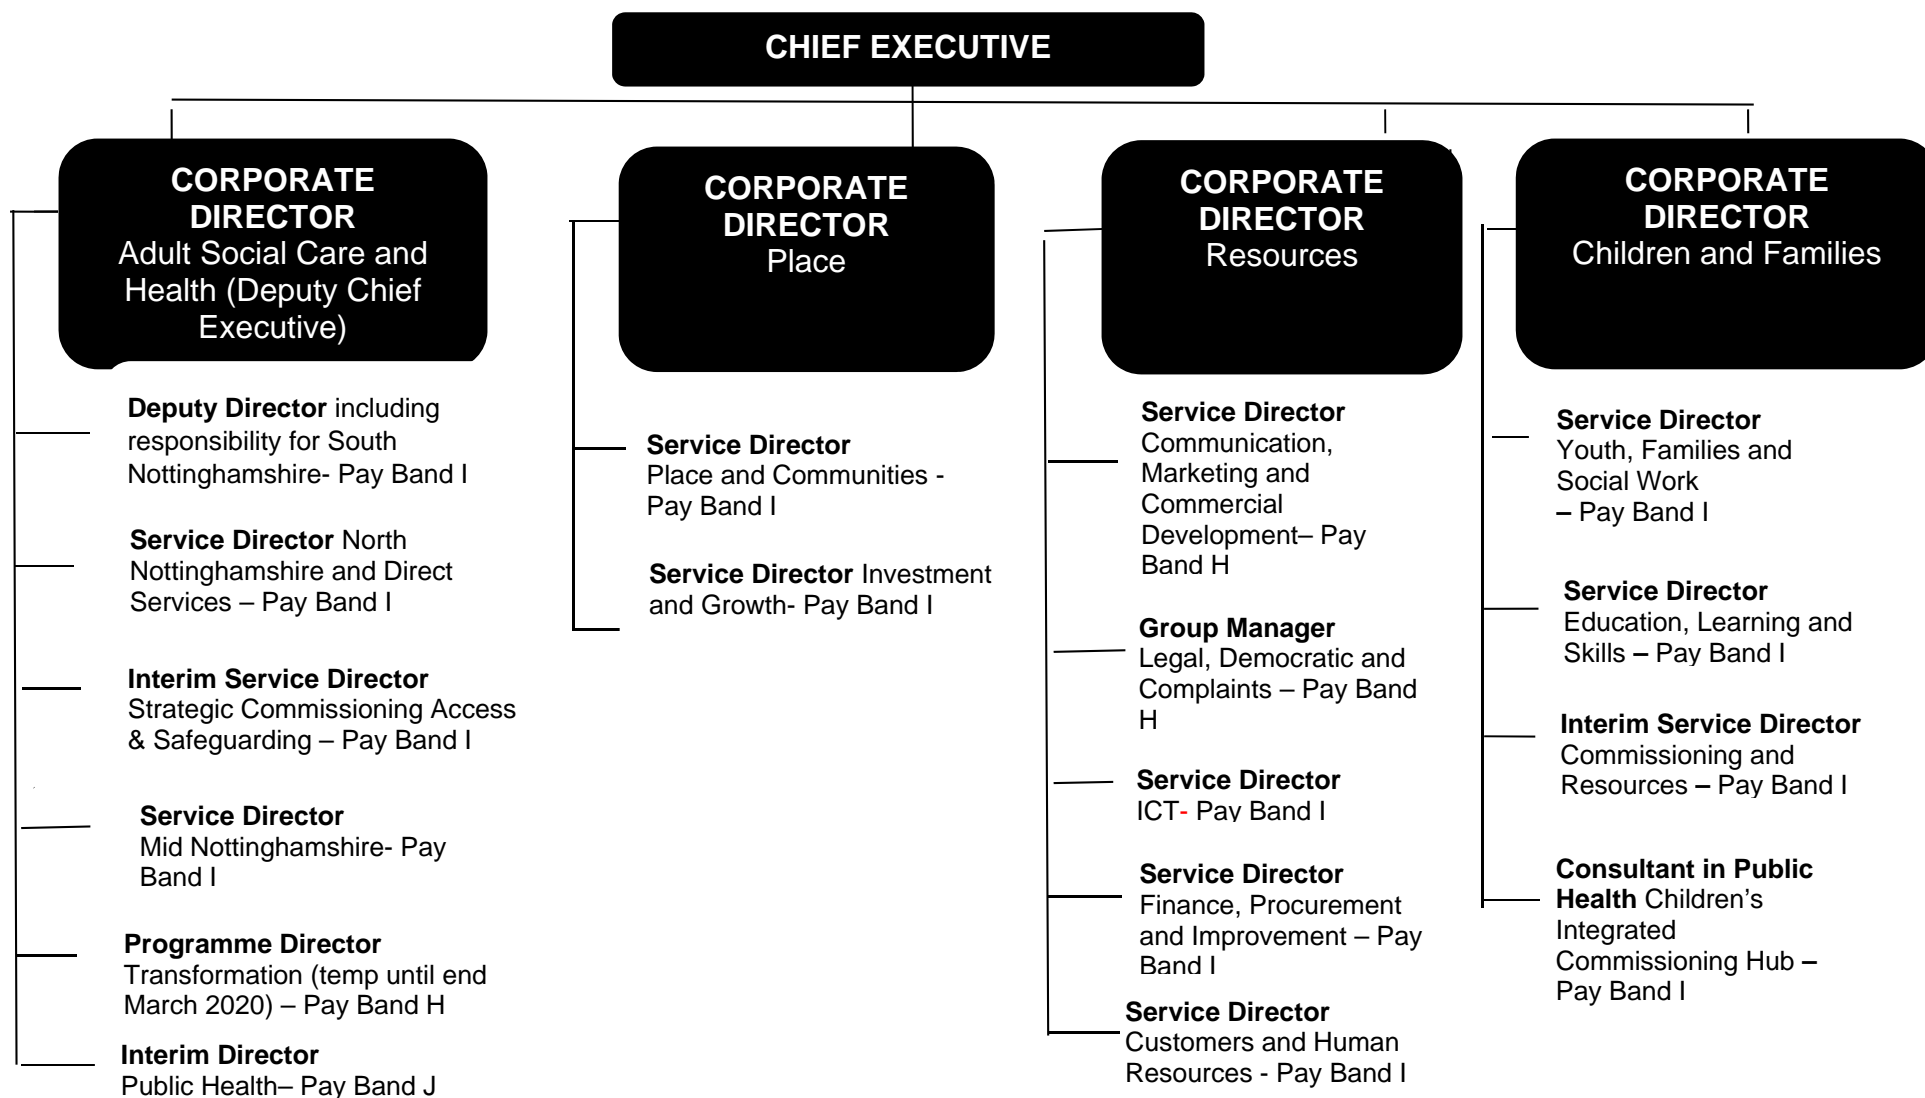 CHIEF EXECUTIVE
CORPORATE
DIRECTOR
Adult Social Care and
Health (Deputy Chief
Executive)
Deputy Director including
responsibility for South
Nottinghamshire- Pay Band I
Service Director North
Nottinghamshire and Direct
Services – Pay Band I
Interim Service Director
Strategic Commissioning Access
& Safeguarding – Pay Band I
Service Director
Mid Nottinghamshire- Pay
Band I
Programme Director
Transformation (temp until end
March 2020) – Pay Band H
Interim Director
Public Health– Pay Band J
CORPORATE
DIRECTOR
Place
Service Director
Place and Communities -
Pay Band I
Service Director Investment
and Growth- Pay Band I
CORPORATE
DIRECTOR
Resources
Service Director
Communication,
Marketing and
Commercial
Development– Pay
Band H
Group Manager
Legal, Democratic and
Complaints – Pay Band
H
Service Director
ICT- Pay Band I
Service Director
Finance, Procurement
and Improvement – Pay
Band I
Service Director
Customers and Human
Resources - Pay Band I
CORPORATE
DIRECTOR
Children and Families
Service Director
Youth, Families and
Social Work
– Pay Band I
Service Director
Education, Learning and
Skills – Pay Band I
Interim Service Director
Commissioning and
Resources – Pay Band I
Consultant in Public
Health Children’s
Integrated
Commissioning Hub –
Pay Band I